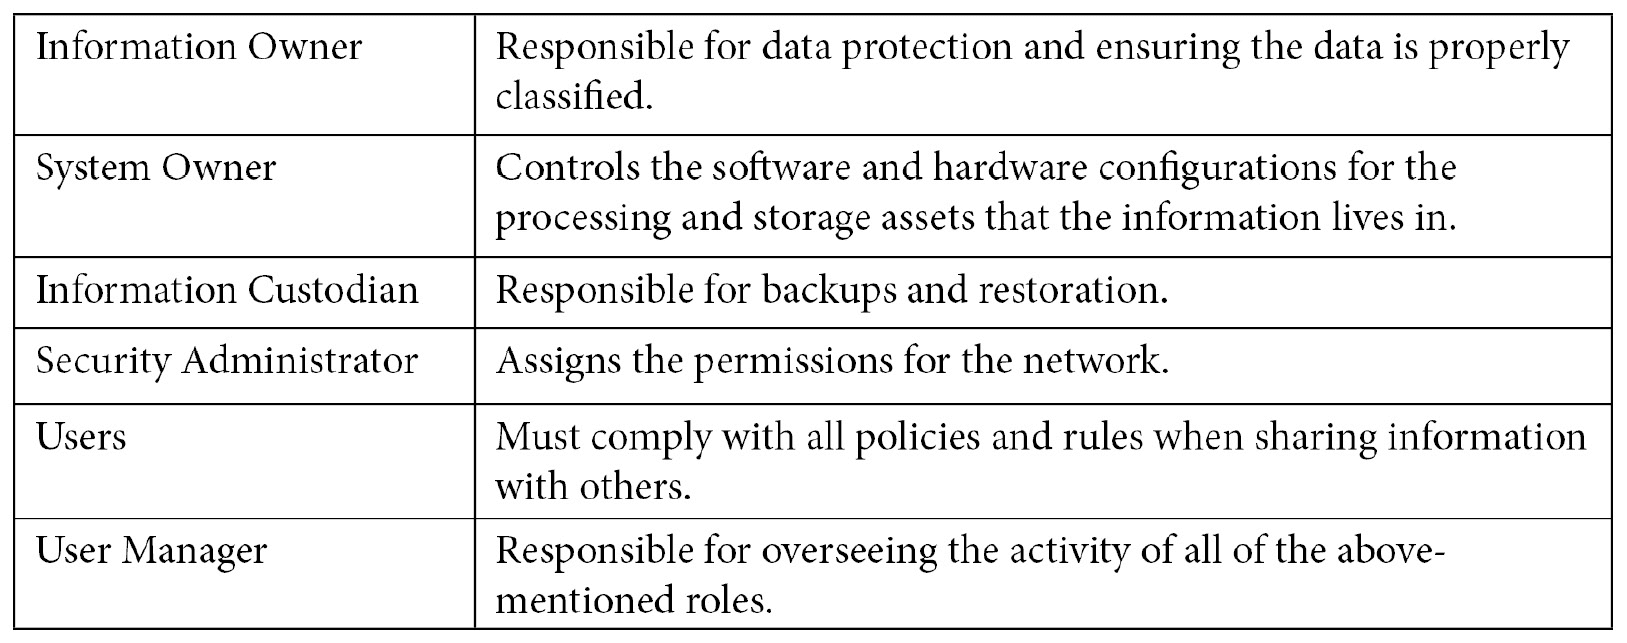 Information Owner
Responsible for data protection and ensuring the data is properly
classified.
System Owner
Controls the software and hardware configurations for the
processing and storage assets that the information lives in.
Information Custodian
Responsible for backups and restoration.
Security Administrator
Assigns the permissions for the network.
Users
Must comply with all policies and rules when sharing information
with others.
User Manager
Responsible for overseeing the activity of all of the above-
mentioned roles.